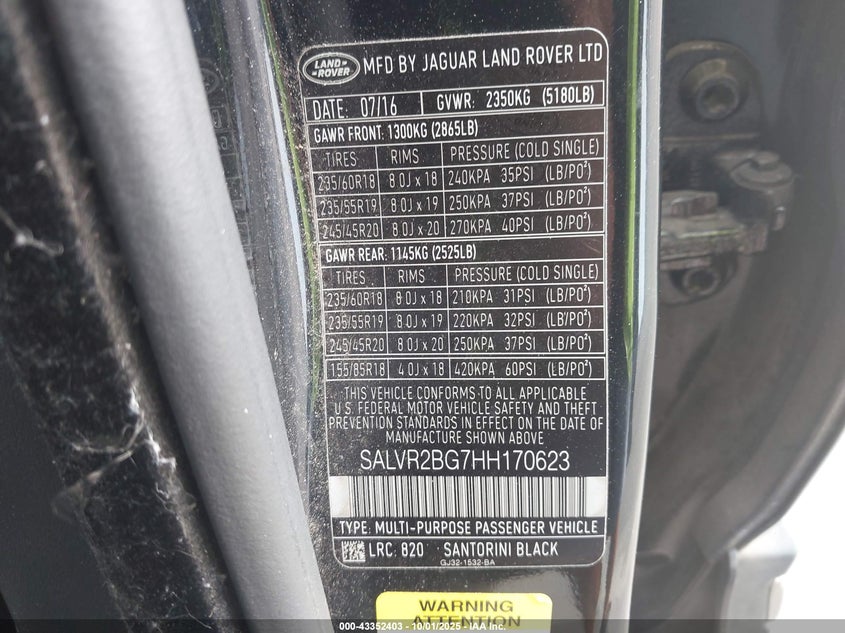 LAND ROVER MFD BY JAGUAR LAND ROVER LTD
DATE: 07/16 GVWR: 2350KG (5180LB)
GAWR FRONT: 1300KG (2865LB)
TIRES RIMS PRESSURE (COLD SINGLE)
235/60R18 8.0J x 18 240KPA 35PSI (LB/PO²)
235/55R19 8.0J x 19 250KPA 37PSI (LB/PO²)
245/45R20 8.0J x 20 270KPA 40PSI (LB/PO²)
GAWR REAR: 1145KG (2525LB)
TIRES RIMS PRESSURE (COLD SINGLE)
235/60R18 8.0J x 18 210KPA 31PSI (LB/PO²)
235/55R19 8.0J x 19 220KPA 32PSI (LB/PO²)
245/45R20 8.0J x 20 250KPA 37PSI (LB/PO²)
155/85R18 4.0J x 18 420KPA 60PSI (LB/PO²)
THIS VEHICLE CONFORMS TO ALL APPLICABLE
U.S. FEDERAL MOTOR VEHICLE SAFETY AND THEFT
PREVENTION STANDARDS IN EFFECT ON THE DATE OF
MANUFACTURE SHOWN ABOVE
SALVR2BG7HH170623
TYPE: MULTI-PURPOSE PASSENGER VEHICLE
LRC: 820 SANTORINI BLACK
GJ32-1532-BA
WARNING
ATTENTION
000-43352403 - 10/01/2025 - IAA Inc.